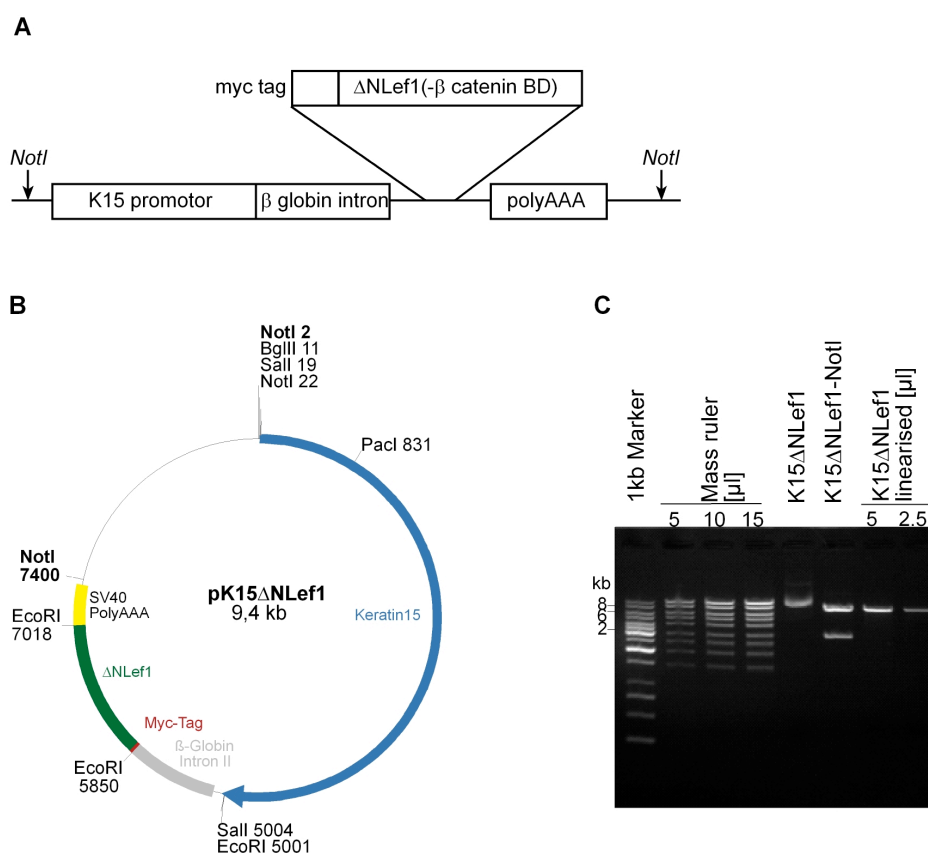 A
myc tag
ΔNLef1(-β catenin BD)
NotI
NotI
K15 promotor
β globin intron
polyAAA
B
NotI 2
BglII 11
SalI 19
NotI 22
PacI 831
NotI
7400
SV40
PolyAAA
EcoRI
7018
pK15ΔNLef1
9,4 kb
Keratin15
ΔNLef1
Myc-Tag
ß-Globin
Intron II
EcoRI
5850
SalI 5004
EcoRI 5001
C
1kb Marker
Mass ruler
[µl]
K15ΔNLef1
K15ΔNLef1-NotI
K15ΔNLef1
linearised [µl]
5
10
15
5
2.5
kb
8
6
2